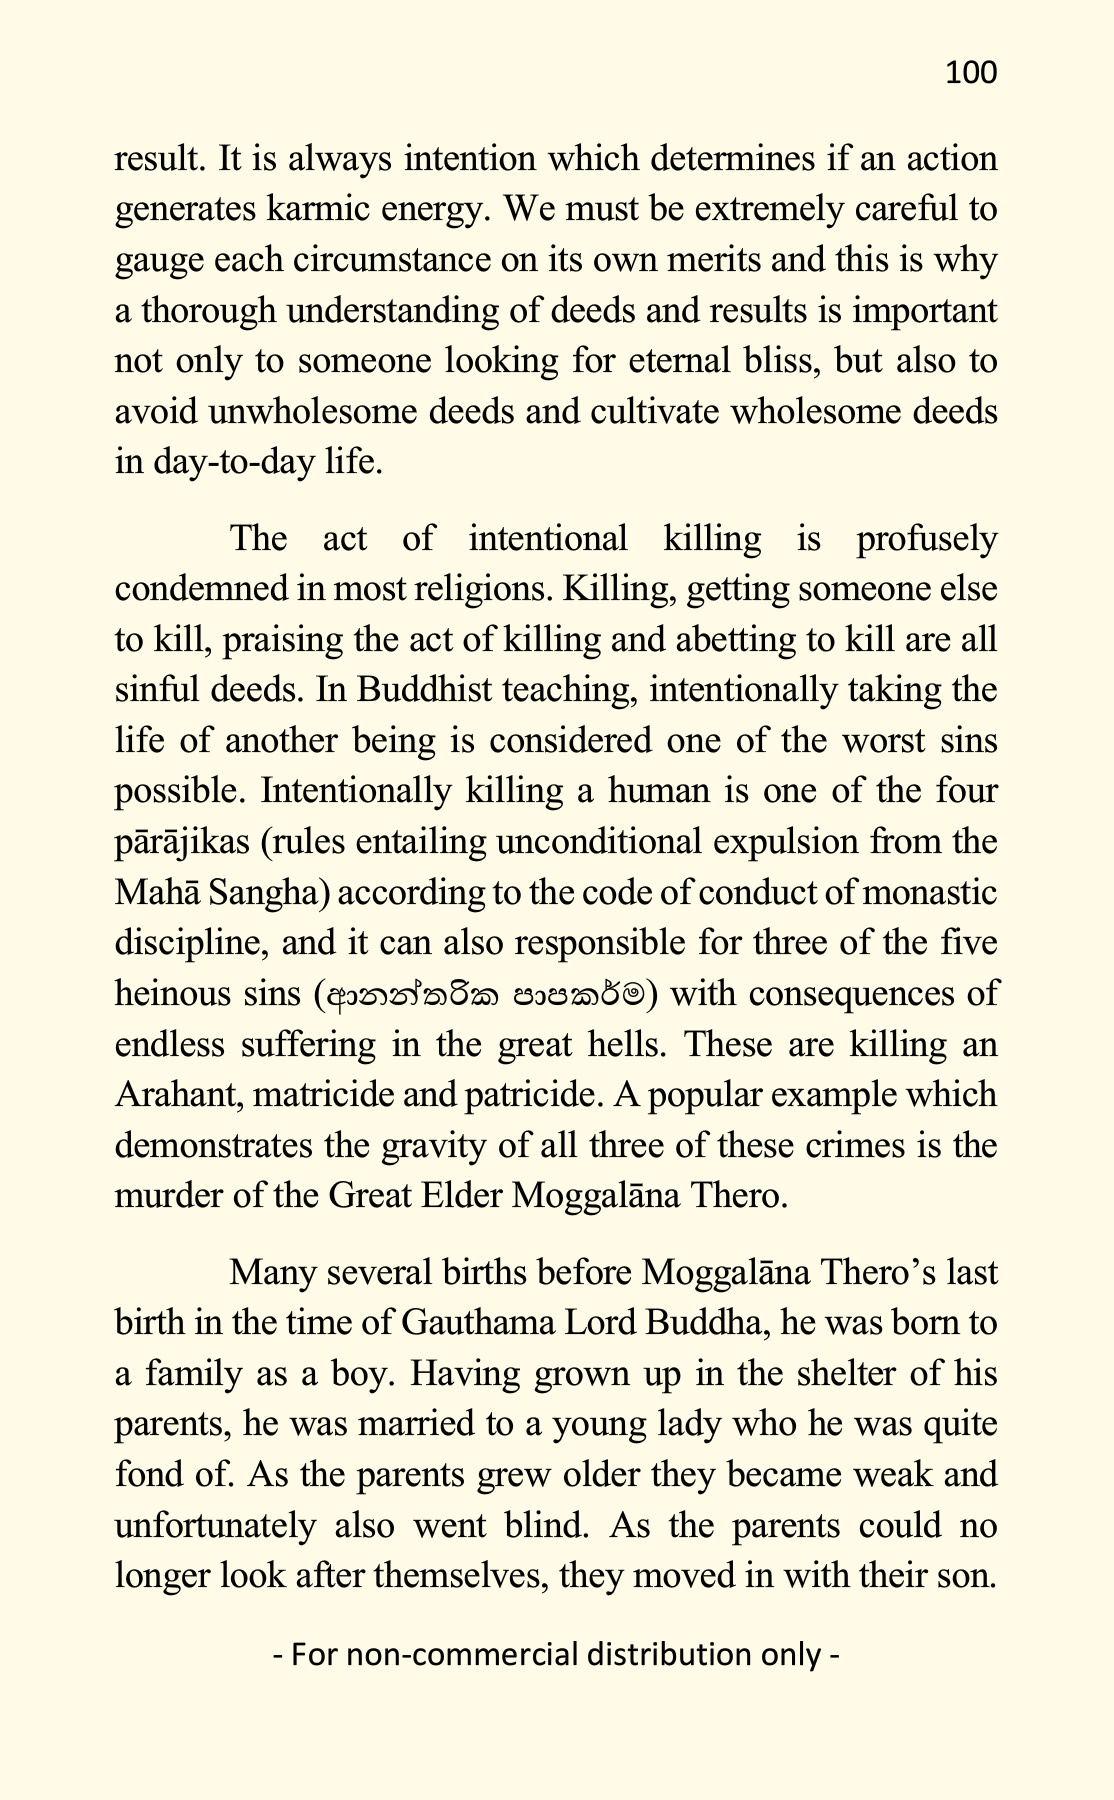 100
result. It is always intention which determines if an action
generates karmic energy. We must be extremely careful to
gauge each circumstance on its own merits and this is why
a thorough understanding of deeds and results is important
not only to someone looking for eternal bliss, but also to
avoid unwholesome deeds and cultivate wholesome deeds
in day-to-day life.
The act of intentional killing is profusely
condemned in most religions. Killing, getting someone else
to kill, praising the act of killing and abetting to kill are all
sinful deeds. In Buddhist teaching, intentionally taking the
life of another being is considered one of the worst sins
possible. Intentionally killing a human is one of the four
pārājikas (rules entailing unconditional expulsion from the
Mahā Sangha) according to the code of conduct of monastic
discipline, and it can also responsible for three of the five
heinous sins (ආනන්තරික පාපකර්ම) with consequences of
endless suffering in the great hells. These are killing an
Arahant, matricide and patricide. A popular example which
demonstrates the gravity of all three of these crimes is the
murder of the Great Elder Moggalāna Thero.
Many several births before Moggalāna Thero’s last
birth in the time of Gauthama Lord Buddha, he was born to
a family as a boy. Having grown up in the shelter of his
parents, he was married to a young lady who he was quite
fond of. As the parents grew older they became weak and
unfortunately also went blind. As the parents could no
longer look after themselves, they moved in with their son.
- For non-commercial distribution only -